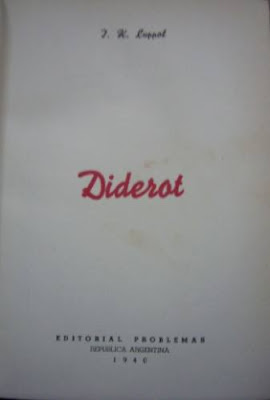 I. K. Luppol
Diderot
EDITORIAL PROBLEMAS
REPUBLICA ARGENTINA
1940